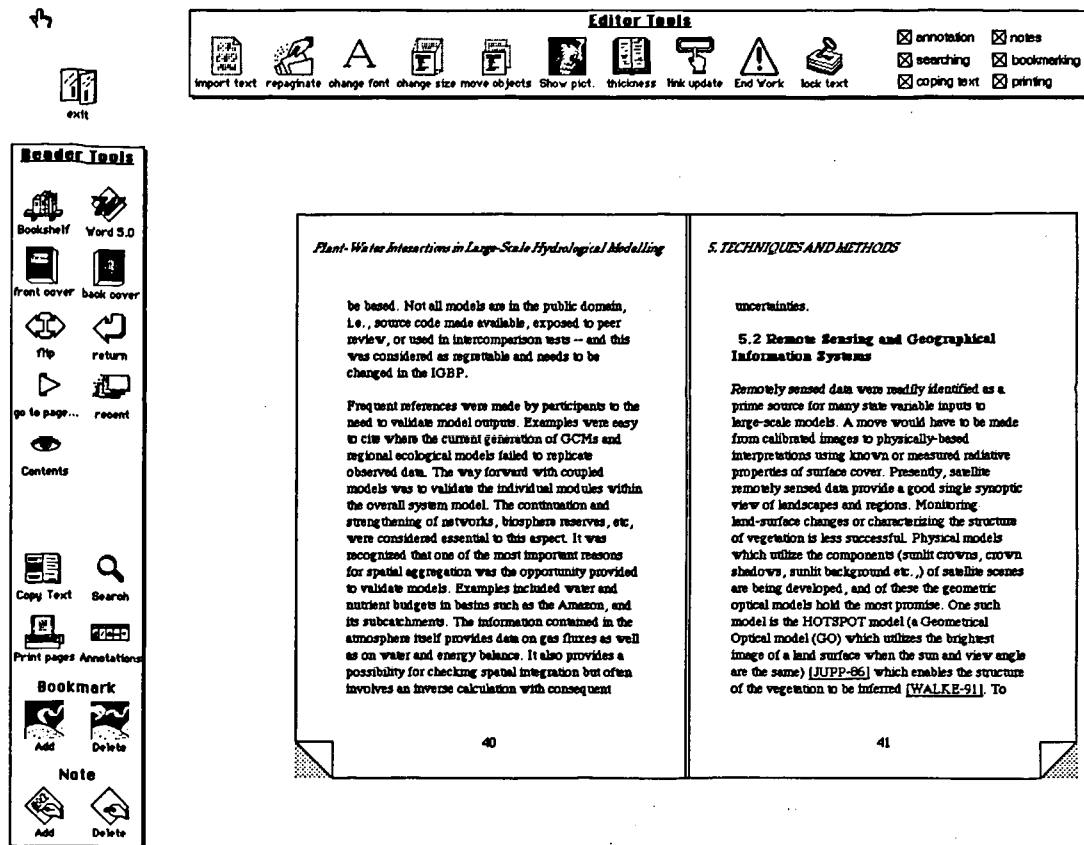 Editor Tools
import text repaginate change font change size move objects Show pict. thickness link update End Work lock text
annotation notes
searching bookmarking
coping text printing
exit
Reader Tools
Bookshelf Word 5.0
front cover back cover
flip return
go to page... recent
Contents
Copy Text Search
Print pages Annotations
Bookmark
Add Delete
Note
Add Delete
Plant-Water Interactions in Large-Scale Hydrological Modelling
be based. Not all models are in the public domain,
i.e., source code made available, exposed to peer
review, or used in intercomparison tests -- and this
was considered as regrettable and needs to be
changed in the IGBP.
Frequent references were made by participants to the
need to validate model outputs. Examples were easy
to cite where the current generation of GCMs and
regional ecological models failed to replicate
observed data. The way forward with coupled
models was to validate the individual modules within
the overall system model. The continuation and
strengthening of networks, biosphere reserves, etc,
were considered essential to this aspect. It was
recognized that one of the most important reasons
for spatial aggregation was the opportunity provided
to validate models. Examples included water and
nutrient budgets in basins such as the Amazon, and
its subcatchments. The information contained in the
atmosphere itself provides data on gas fluxes as well
as on water and energy balance. It also provides a
possibility for checking spatial integration but often
involves an inverse calculation with consequent
40
5. TECHNIQUES AND METHODS
uncertainties.
5.2 Remote Sensing and Geographical
Information Systems
Remotely sensed data were readily identified as a
prime source for many state variable inputs to
large-scale models. A move would have to be made
from calibrated images to physically-based
interpretations using known or measured radiative
properties of surface cover. Presently, satellite
remotely sensed data provide a good single synoptic
view of landscapes and regions. Monitoring
land-surface changes or characterizing the structure
of vegetation is less successful. Physical models
which utilize the components (sunlit crowns, crown
shadows, sunlit background etc.,) of satellite scenes
are being developed, and of these the geometric
optical models hold the most promise. One such
model is the HOTSPOT model (a Geometrical
Optical model (GO) which utilizes the brightest
image of a land surface when the sun and view angle
are the same) [JUPP-86] which enables the structure
of the vegetation to be inferred [WALKE-91]. To
41